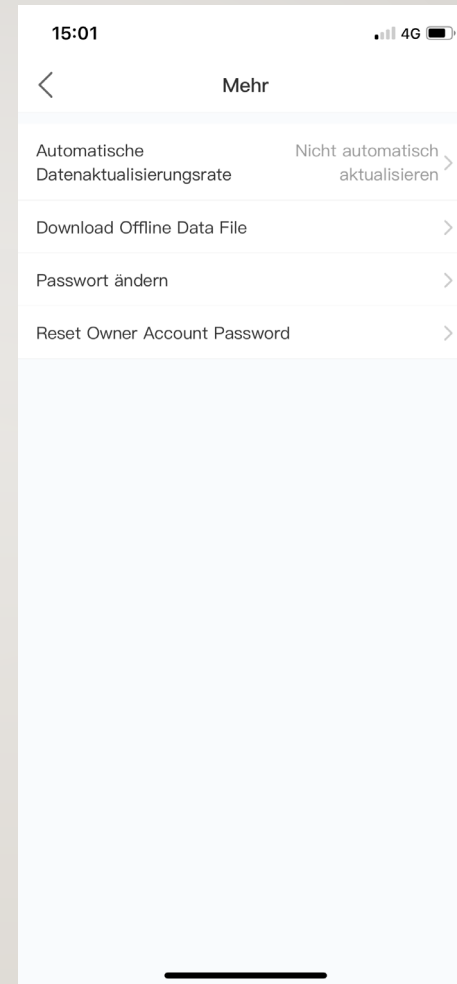 15:01
4G
Mehr
Automatische
Datenaktualisierungsrate
Nicht automatisch
aktualisieren
Download Offline Data File
Passwort ändern
Reset Owner Account Password